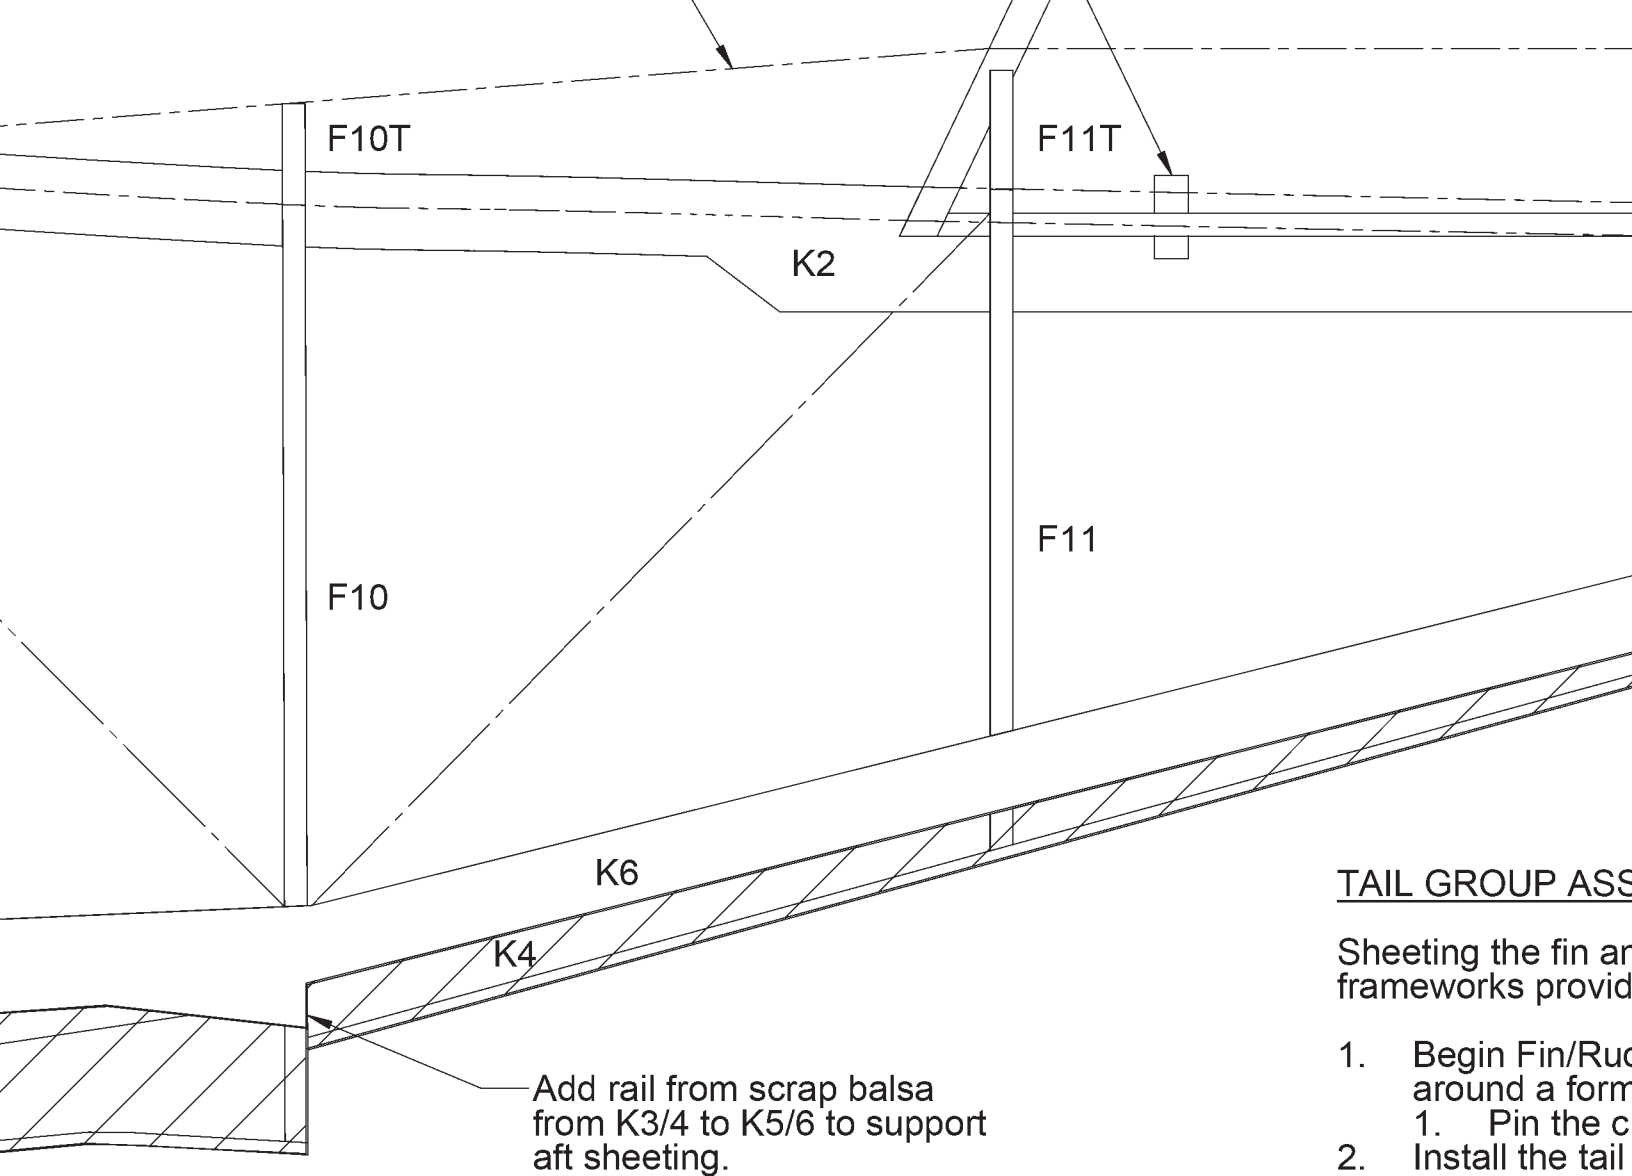 F10T
F11T
K2
F11
F10
K6
K4
TAIL GROUP ASS
Sheeting the fin an
frameworks provid
1. Begin Fin/Rud
around a form
1. Pin the c
2. Install the tail
Add rail from scrap balsa
from K3/4 to K5/6 to support
aft sheeting.